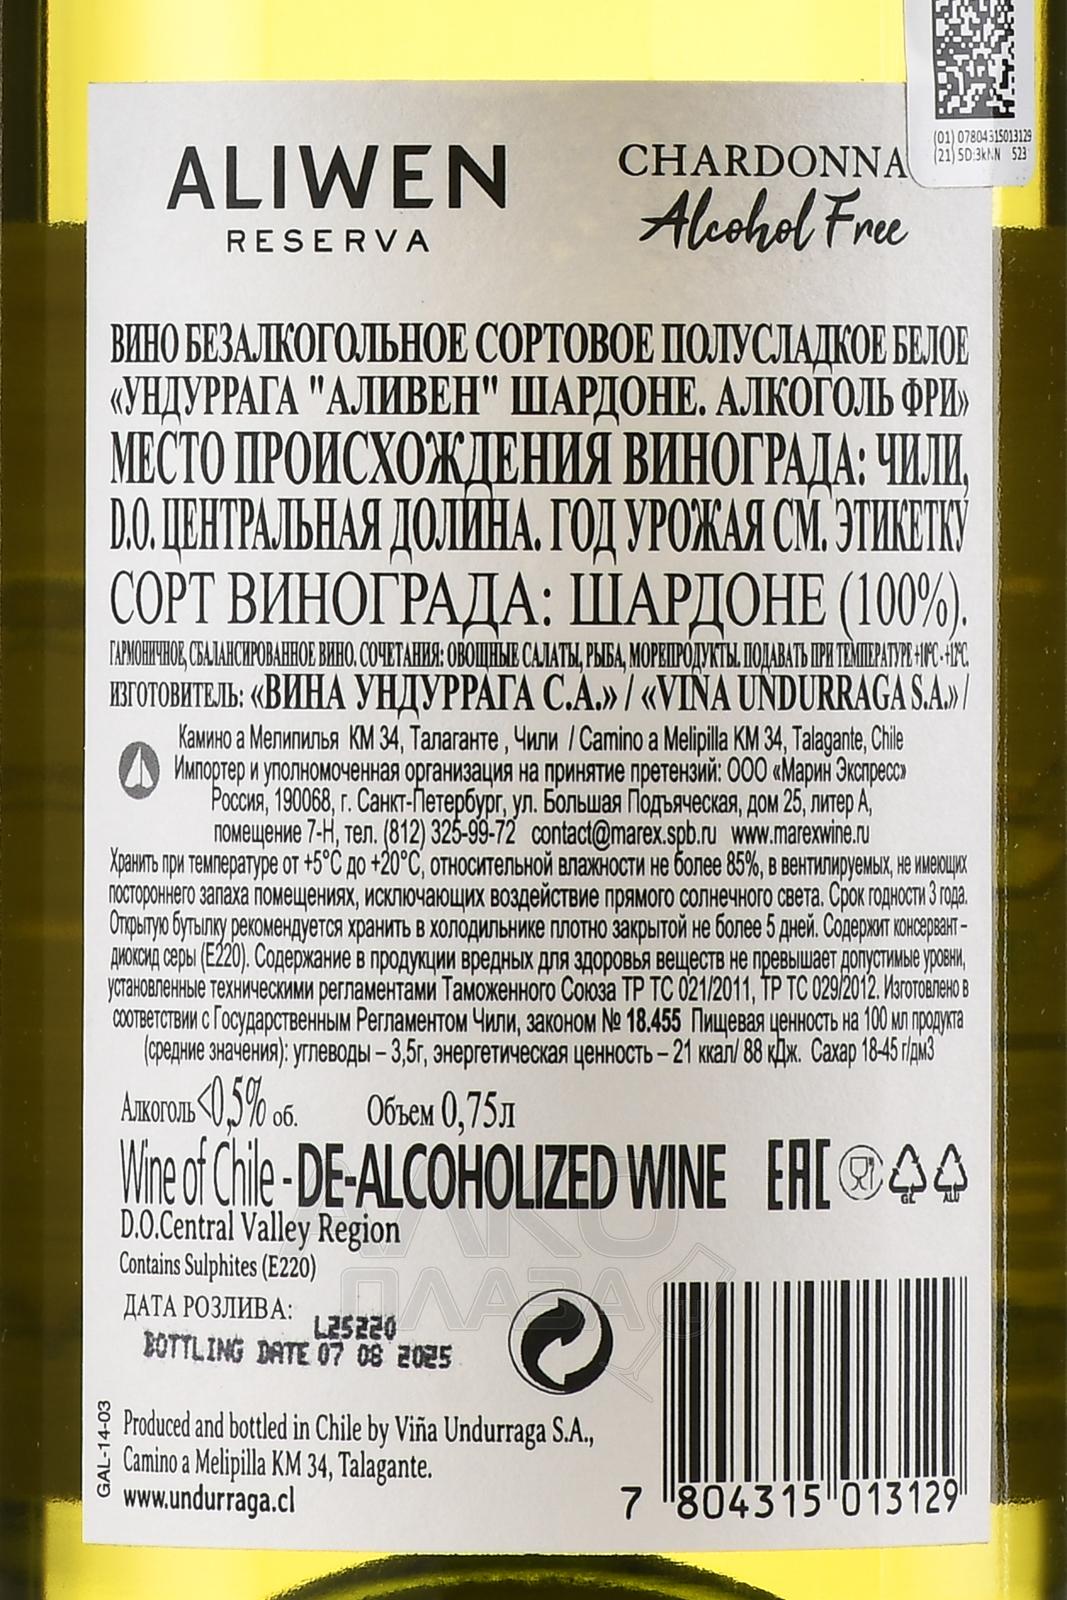 (01) 07804315013129
(21) 523
ALIWEN
RESERVA
CHARDONNA
Alcohol Free
ВИНО БЕЗАЛКОГОЛЬНОЕ СОРТОВОЕ ПОЛУСЛАДКОЕ БЕЛОЕ
«УНДУРРАГА "АЛИВЕН" ШАРДОНЕ. АЛКОГОЛЬ ФРИ»
МЕСТО ПРОИСХОЖДЕНИЯ ВИНОГРАДА: ЧИЛИ,
D.O. ЦЕНТРАЛЬНАЯ ДОЛИНА. ГОД УРОЖАЯ СМ. ЭТИКЕТКУ
СОРТ ВИНОГРАДА: ШАРДОНЕ (100%).
ГАРМОНИЧНОЕ, СБАЛАНСИРОВАННОЕ ВИНО. СОЧЕТАНИЯ: ОВОЩНЫЕ САЛАТЫ, РЫБА, МОРЕПРОДУКТЫ. ПОДАВАТЬ ПРИ ТЕМПЕРАТУРЕ +10°C - +12°C.
ИЗГОТОВИТЕЛЬ: «ВИНА УНДУРРАГА С.А.» / «VIÑA UNDURRAGA S.A.» /
Камино а Мелипилья КМ 34, Талаганте , Чили / Camino a Melipilla KM 34, Talagante, Chile
Импортер и уполномоченная организация на принятие претензий: ООО «Марин Экспресс»
Россия, 190068, г. Санкт-Петербург, ул. Большая Подъяческая, дом 25, литер А,
помещение 7-Н, тел. (812) 325-99-72 contact@marex.spb.ru www.marexwine.ru
Хранить при температуре от +5°С до +20°С, относительной влажности не более 85%, в вентилируемых, не имеющих
постороннего запаха помещениях, исключающих воздействие прямого солнечного света. Срок годности 3 года.
Открытую бутылку рекомендуется хранить в холодильнике плотно закрытой не более 5 дней. Содержит консервант –
диоксид серы (Е220). Содержание в продукции вредных для здоровья веществ не превышает допустимые уровни,
установленные техническими регламентами Таможенного Союза ТР ТС 021/2011, ТР ТС 029/2012. Изготовлено в
соответствии с Государственным Регламентом Чили, законом № 18.455 Пищевая ценность на 100 мл продукта
(средние значения): углеводы – 3,5г, энергетическая ценность – 21 ккал/ 88 кДж. Сахар 18-45 г/дм3
Алкоголь <0,5% об. Объем 0,75л
Wine of Chile - DE-ALCOHOLIZED WINE EAC
GL ALU
D.O.Central Valley Region
Contains Sulphites (E220)
АЛКО
ПЛАЗА
ДАТА РОЗЛИВА:
L25220
BOTTLING DATE 07 08 2025
GAL-14-03
Produced and bottled in Chile by Viña Undurraga S.A.,
Camino a Melipilla KM 34, Talagante.
www.undurraga.cl
7 804315 013129